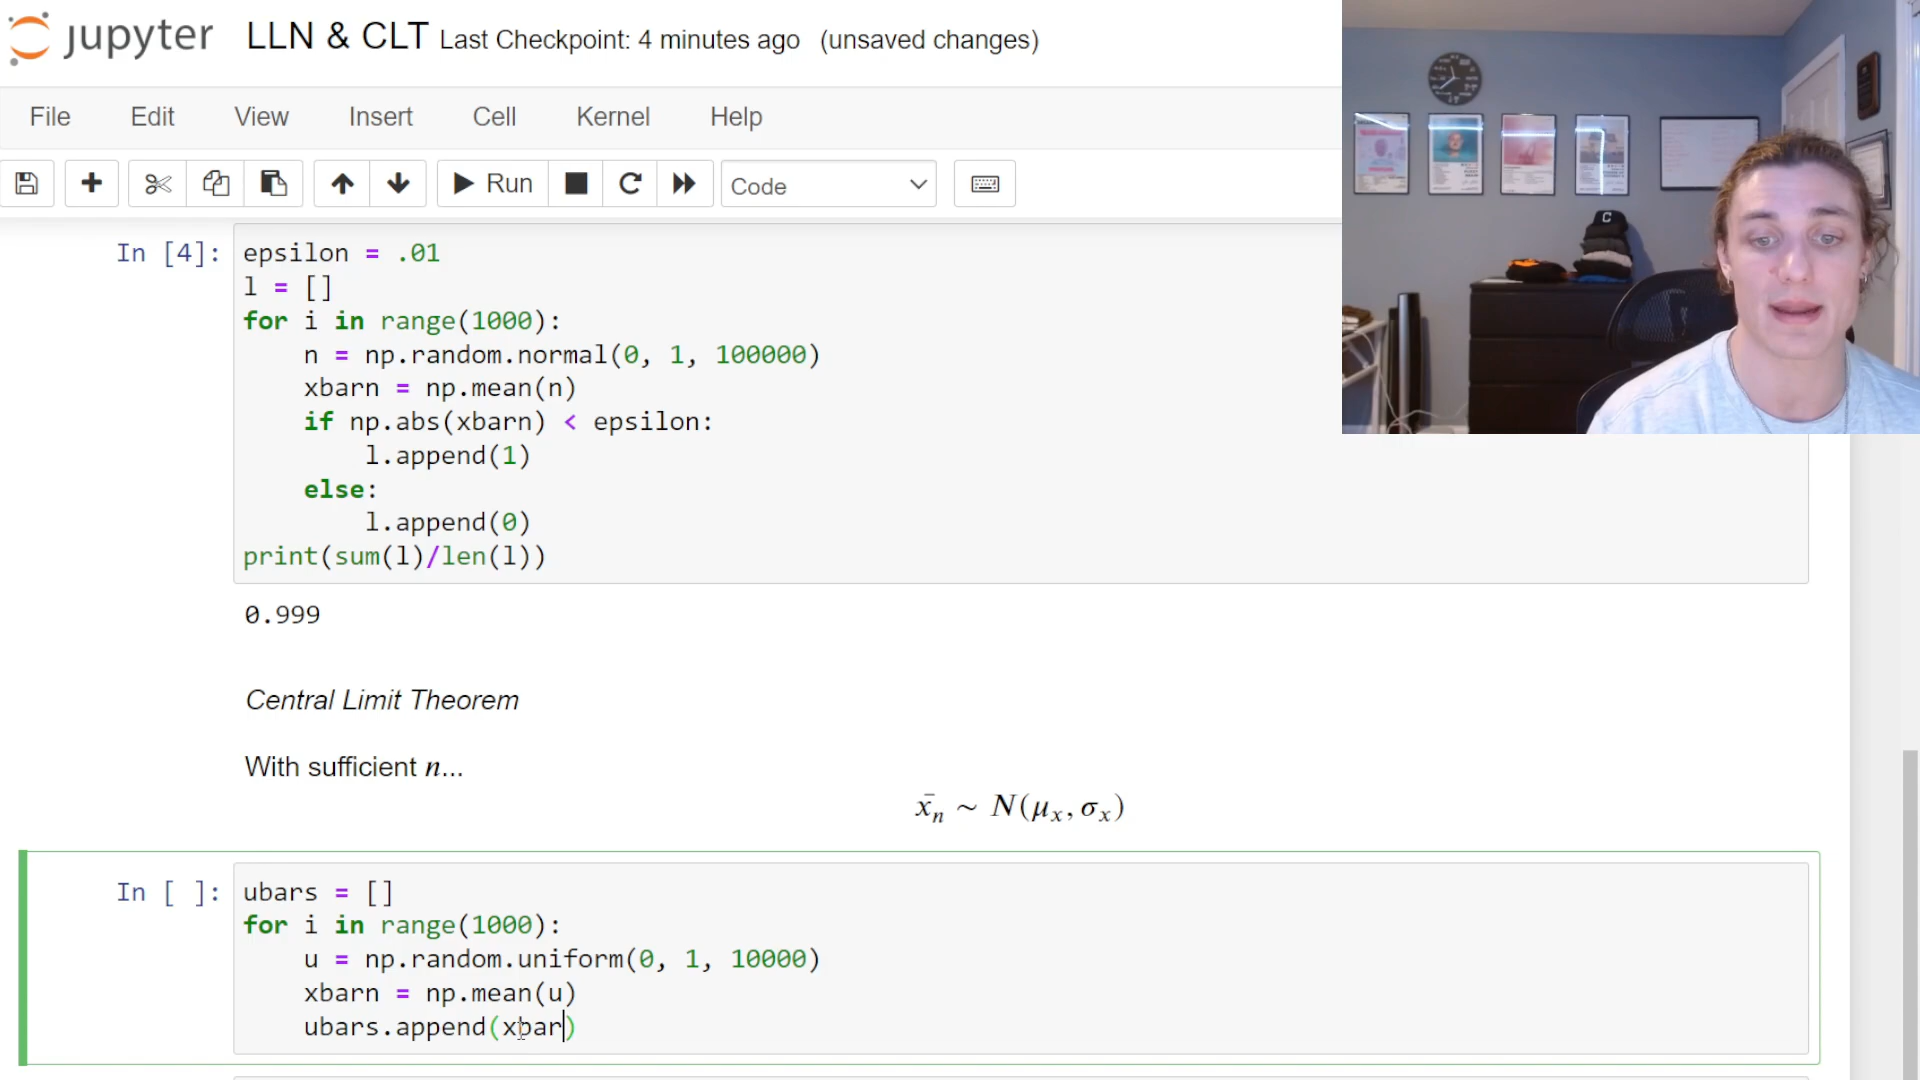 jupyter LLN & CLT Last Checkpoint: 4 minutes ago (unsaved changes)
File Edit View Insert Cell Kernel Help
Run Code
In [4]: epsilon = .01
l = []
for i in range(1000):
n = np.random.normal(0, 1, 100000)
xbarn = np.mean(n)
if np.abs(xbarn) < epsilon:
l.append(1)
else:
l.append(0)
print(sum(l)/len(l))
0.999
Central Limit Theorem
With sufficient n...
x̄ₙ ~ N(μₓ, σₓ)
In [ ]: ubars = []
for i in range(1000):
u = np.random.uniform(0, 1, 10000)
xbarn = np.mean(u)
ubars.append(xbar)
C